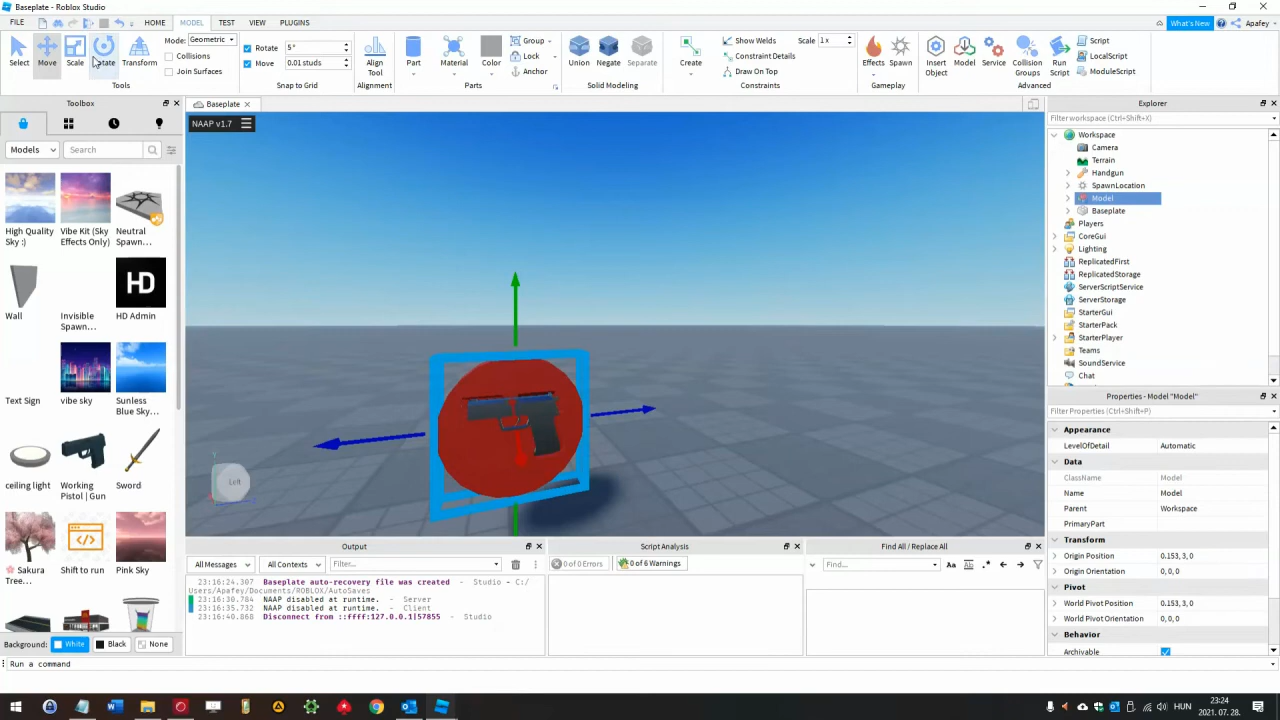 Baseplate - Roblox Studio
FILE HOME MODEL TEST VIEW PLUGINS What's New Apafey
Select Move Scale Rotate Transform
Mode: Geometric
Collisions
Join Surfaces
Tools
Rotate 5°
Move 0.01 studs
Snap to Grid
Align Tool
Alignment
Part Material Color
Group
Lock
Anchor
Parts
Union Negate Separate
Solid Modeling
Create
Show Welds Scale 1 x
Constraint Details
Draw On Top
Constraints
Effects Spawn
Gameplay
Insert Object Model Service Collision Groups Run Script
Script
LocalScript
ModuleScript
Advanced
Toolbox
Models Search
High Quality Sky :)
Vibe Kit (Sky Effects Only)
Neutral Spawn...
Wall
Invisible Spawn...
HD
HD Admin
Text Sign
vibe sky
Sunless Blue Sky...
ceiling light
Working Pistol | Gun
Sword
Sakura Tree...
Shift to run
Pink Sky
Background: White Black None
Run a command
Baseplate
NAAP v1.7
Left
Output
All Messages All Contexts Filter...
23:16:24.307 Baseplate auto-recovery file was created - Studio - C:/
Users/Apafey/Documents/ROBLOX/AutoSaves
23:16:30.784 NAAP disabled at runtime. - Server
23:16:35.732 NAAP disabled at runtime. - Client
23:16:40.868 Disconnect from ::ffff:127.0.0.1|57855 - Studio
Script Analysis
0 of 0 Errors 0 of 6 Warnings
Find All / Replace All
Find... Aa ab .*
Explorer
Filter workspace (Ctrl+Shift+X)
Workspace
Camera
Terrain
Handgun
SpawnLocation
Model
Baseplate
Players
CoreGui
Lighting
ReplicatedFirst
ReplicatedStorage
ServerScriptService
ServerStorage
StarterGui
StarterPack
StarterPlayer
Teams
SoundService
Chat
Properties - Model "Model"
Filter Properties (Ctrl+Shift+P)
Appearance
LevelOfDetail Automatic
Data
ClassName Model
Name Model
Parent Workspace
PrimaryPart
Transform
Origin Position 0.153, 3, 0
Origin Orientation 0, 0, 0
Pivot
World Pivot Position 0.153, 3, 0
World Pivot Orientation 0, 0, 0
Behavior
Archivable
HUN
23:24
2021. 07. 28.